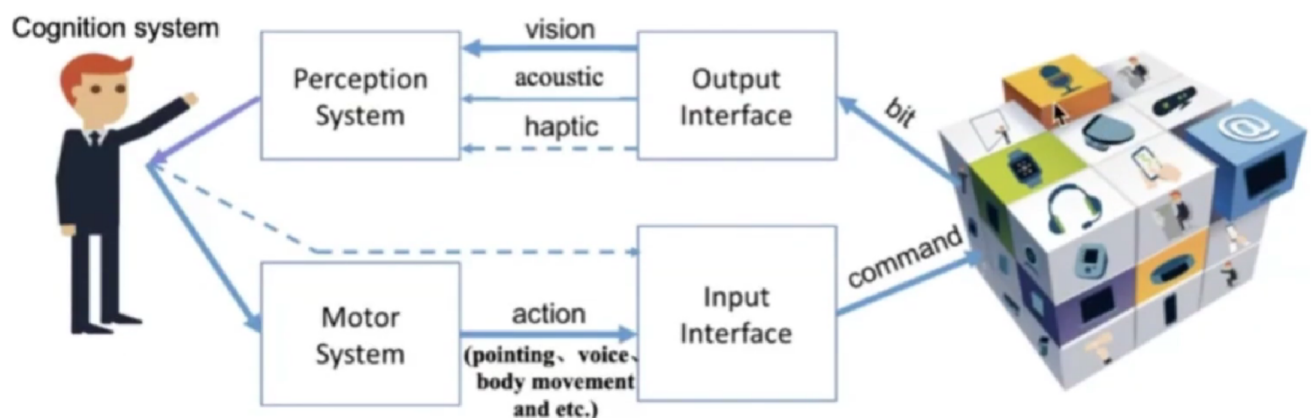 Cognition system
Perception
System
vision
acoustic
haptic
Output
Interface
bit
@
Motor
System
action
(pointing、voice、
body movement
and etc.)
Input
Interface
command